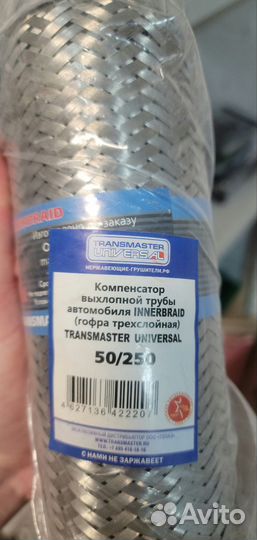 заказу
TRANSMASTER
UNIVERSAL
НЕРЖАВЕЮЩИЕ-ГЛУШИТЕЛИ.РФ
Компенсатор
выхлопной трубы
автомобиля INNERBRAID
(гофра трехслойная)
TRANSMASTER UNIVERSAL
50/250
4 627136 422207
WWW.TRANSMASTER.RU
С НАМИ НЕ ЗАРЖАВЕЕТ
Avito